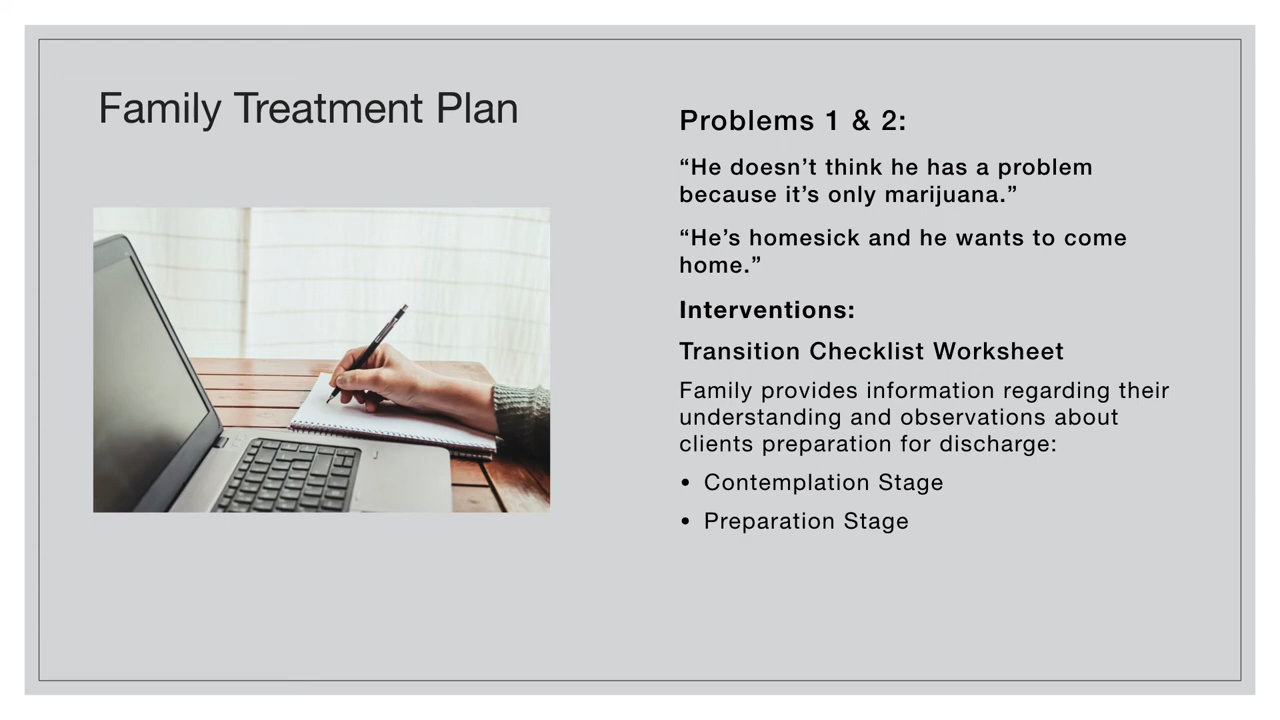 Family Treatment Plan
Problems 1 & 2:
“He doesn’t think he has a problem
because it’s only marijuana.”
“He’s homesick and he wants to come
home.”
Interventions:
Transition Checklist Worksheet
Family provides information regarding their
understanding and observations about
clients preparation for discharge:
• Contemplation Stage
• Preparation Stage